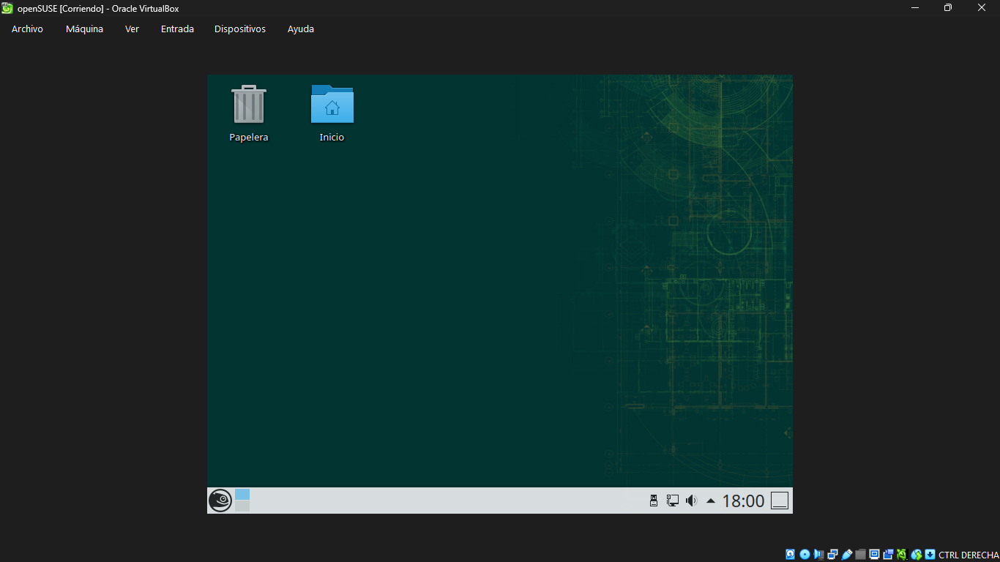 openSUSE [Corriendo] - Oracle VirtualBox
Archivo Máquina Ver Entrada Dispositivos Ayuda
Papelera Inicio
18:00
CTRL DERECHA